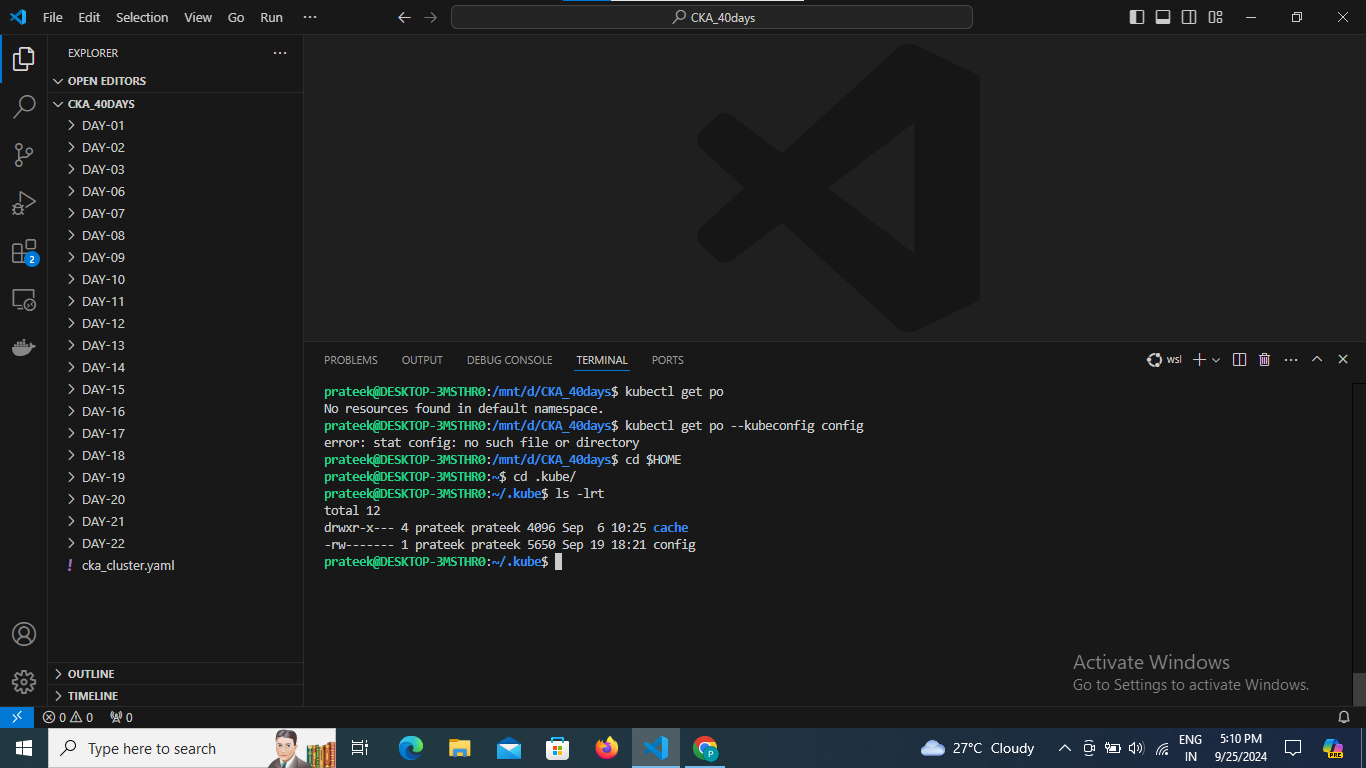 File Edit Selection View Go Run ···
CKA_40days
EXPLORER
OPEN EDITORS
CKA_40DAYS
DAY-01
DAY-02
DAY-03
DAY-06
DAY-07
DAY-08
DAY-09
DAY-10
DAY-11
DAY-12
DAY-13
DAY-14
DAY-15
DAY-16
DAY-17
DAY-18
DAY-19
DAY-20
DAY-21
DAY-22
! cka_cluster.yaml
OUTLINE
TIMELINE
2
PROBLEMS OUTPUT DEBUG CONSOLE TERMINAL PORTS
wsl
prateek@DESKTOP-3MSTHR0:/mnt/d/CKA_40days$ kubectl get po
No resources found in default namespace.
prateek@DESKTOP-3MSTHR0:/mnt/d/CKA_40days$ kubectl get po --kubeconfig config
error: stat config: no such file or directory
prateek@DESKTOP-3MSTHR0:/mnt/d/CKA_40days$ cd $HOME
prateek@DESKTOP-3MSTHR0:~$ cd .kube/
prateek@DESKTOP-3MSTHR0:~/.kube$ ls -lrt
total 12
drwxr-x--- 4 prateek prateek 4096 Sep  6 10:25 cache
-rw------- 1 prateek prateek 5650 Sep 19 18:21 config
prateek@DESKTOP-3MSTHR0:~/.kube$
Activate Windows
Go to Settings to activate Windows.
0 0 0
Type here to search
27°C Cloudy
ENG
IN
5:10 PM
9/25/2024
PRE